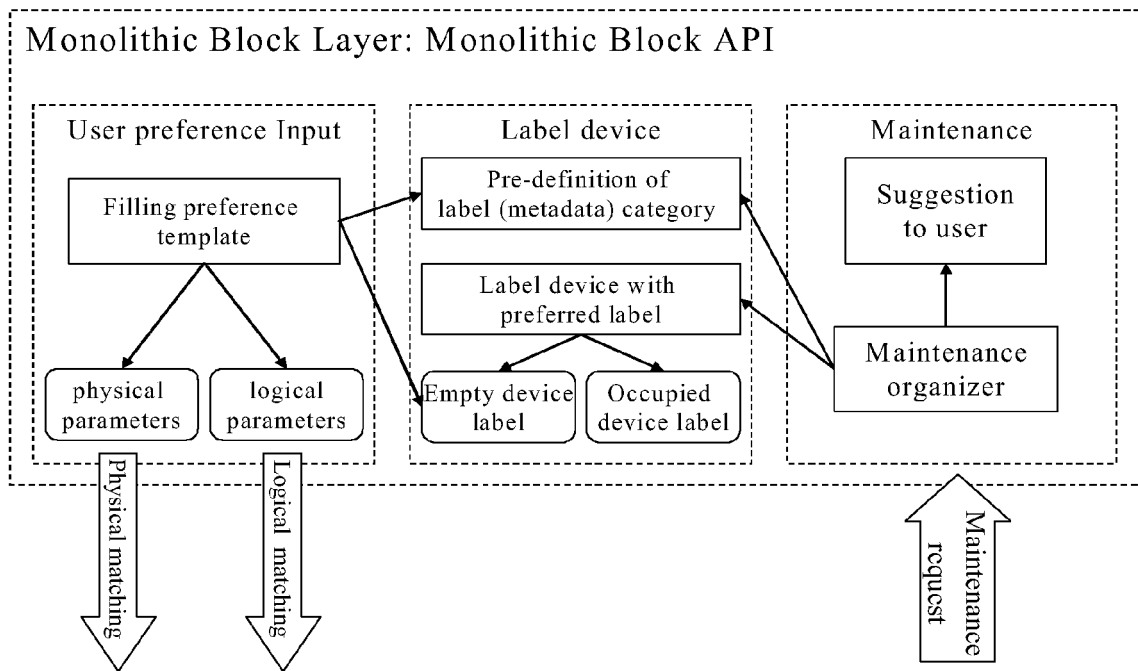 Monolithic Block Layer: Monolithic Block API
User preference Input
Filling preference
template
physical
parameters
logical
parameters
Physical matching
Logical matching
Label device
Pre-definition of
label (metadata) category
Label device with
preferred label
Empty device
label
Occupied
device label
Maintenance
Suggestion
to user
Maintenance
organizer
Maintenance
request